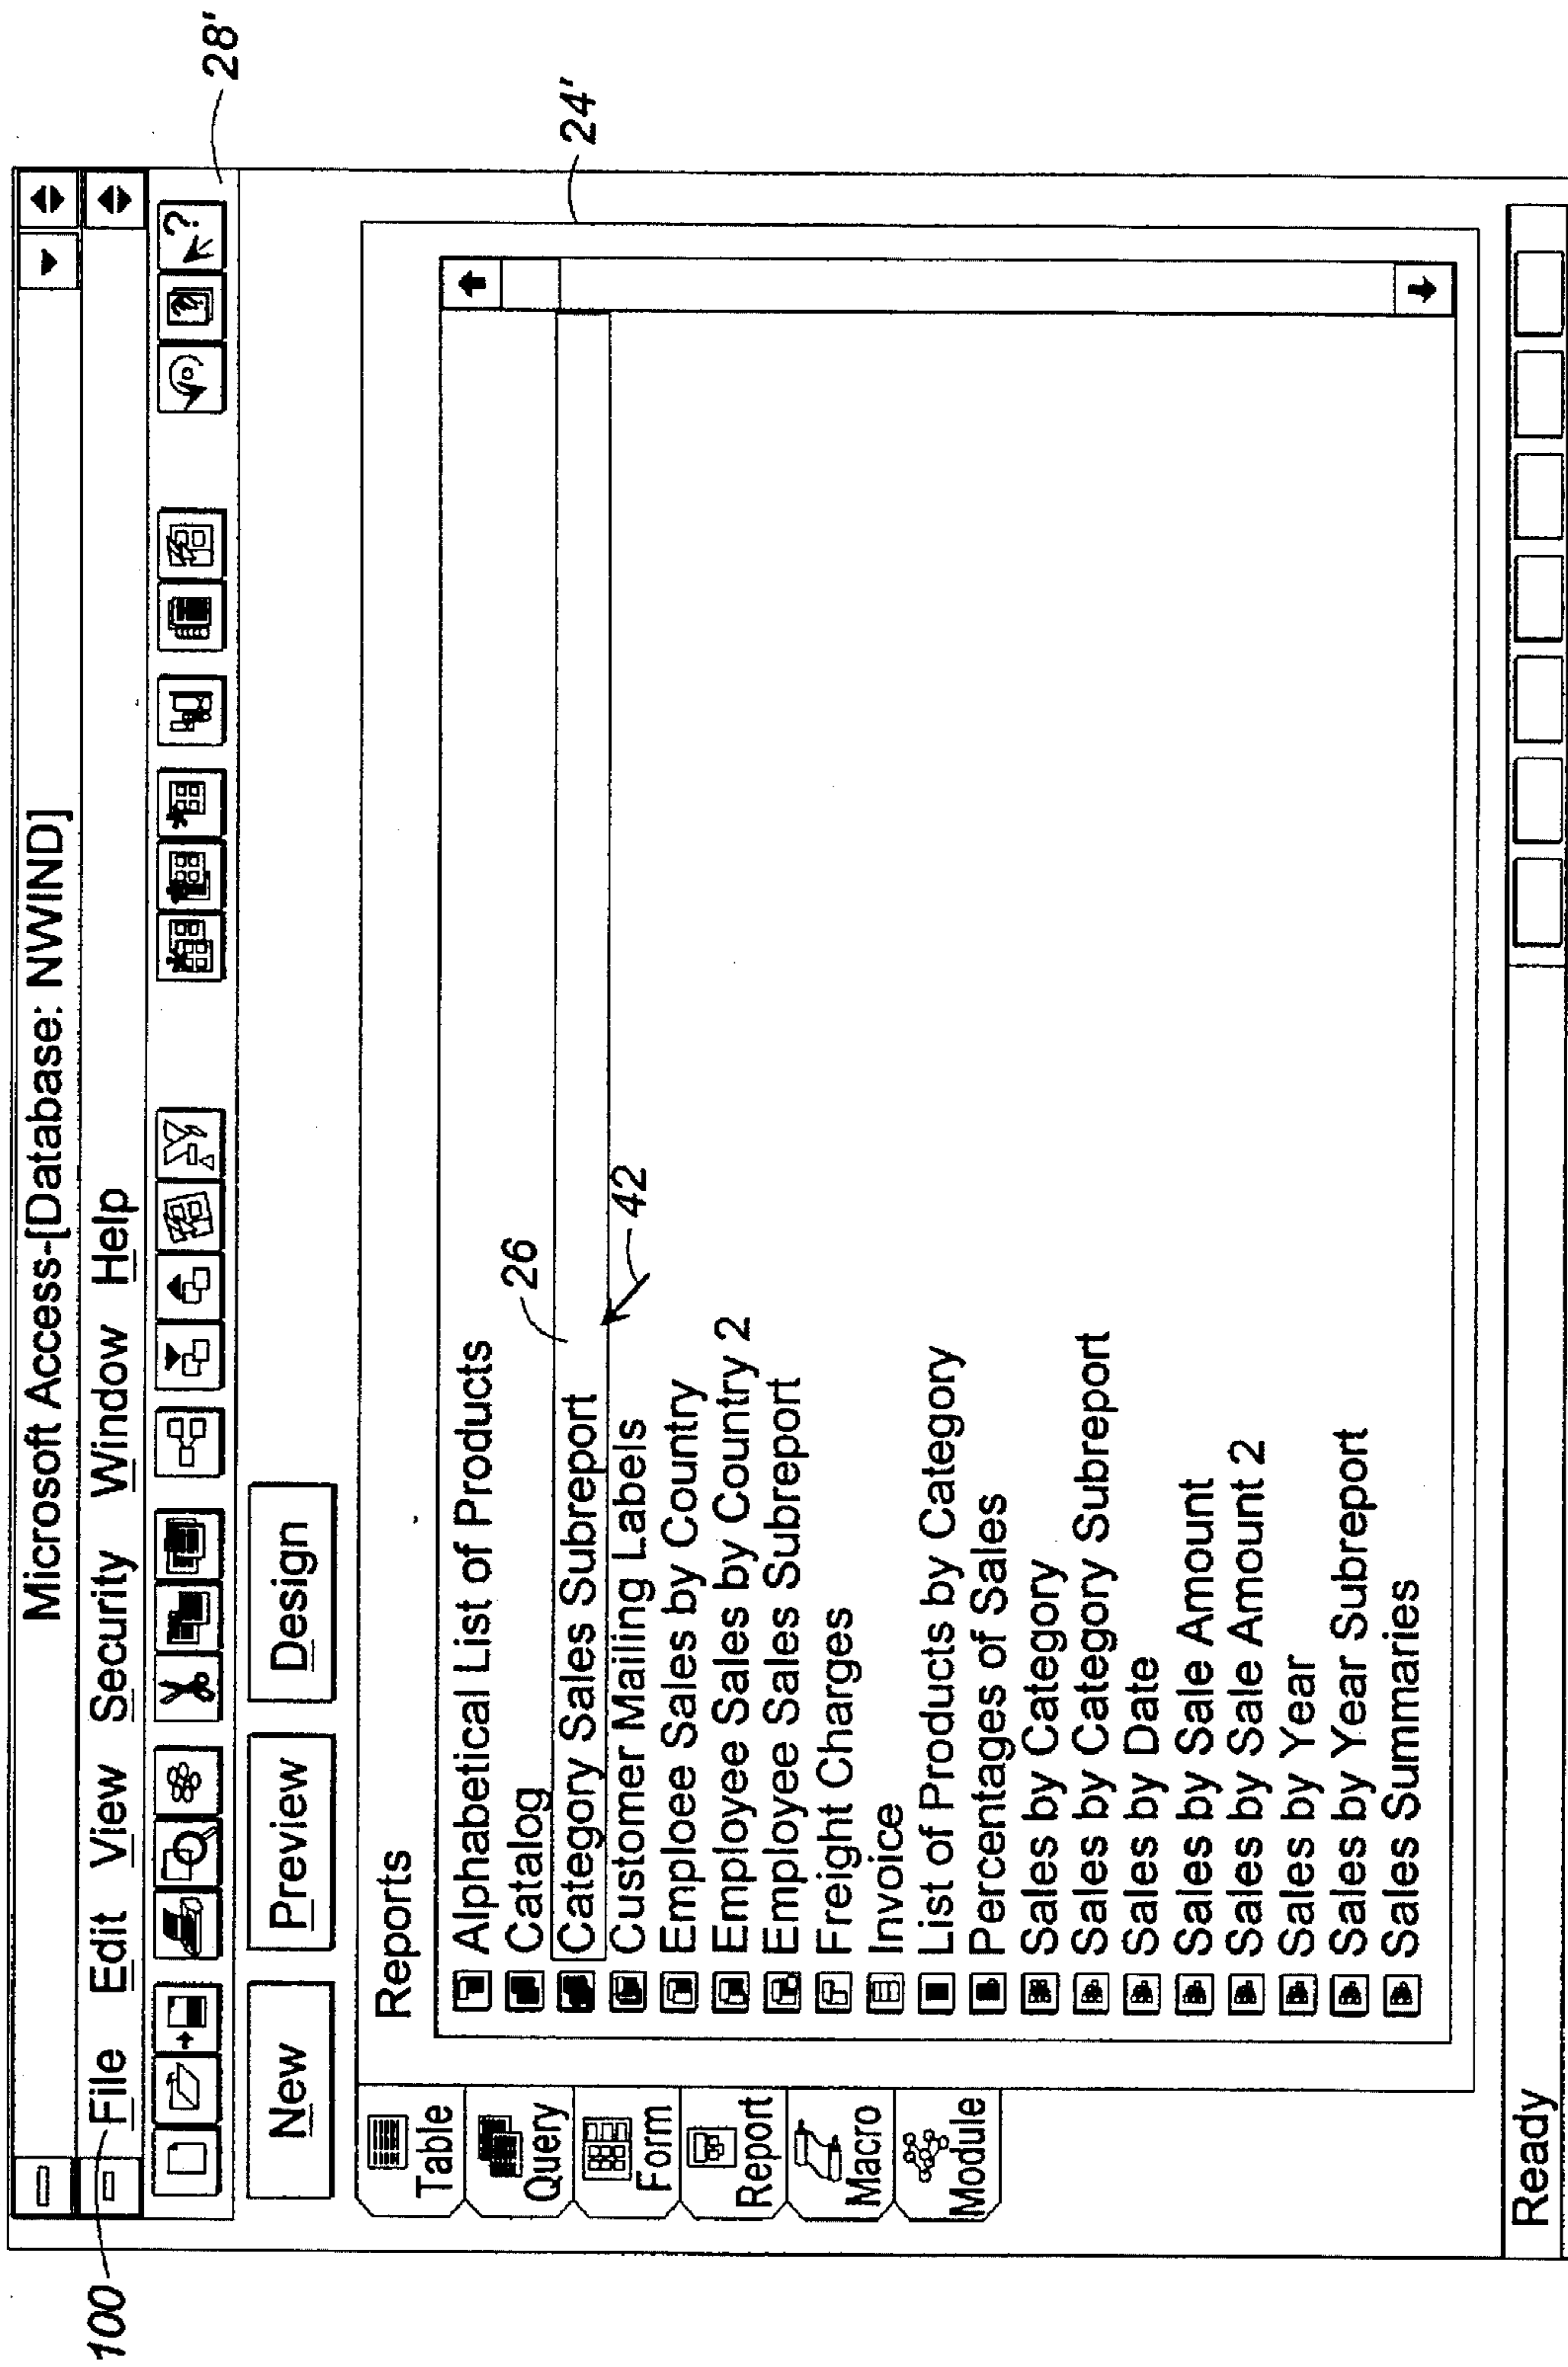 Microsoft Access-[Database: NWIND]
100
File Edit View Security Window Help
28'
New Preview Design
24'
Table
Query
Form
Report
Macro
Module
Reports
Alphabetical List of Products
Catalog
26
Category Sales Subreport
42
Customer Mailing Labels
Emploee Sales by Country
Employee Sales by Country 2
Employee Sales Subreport
Freight Charges
Invoice
List of Products by Category
Percentages of Sales
Sales by Category
Sales by Category Subreport
Sales by Date
Sales by Sale Amount
Sales by Sale Amount 2
Sales by Year
Sales by Year Subreport
Sales Summaries
Ready